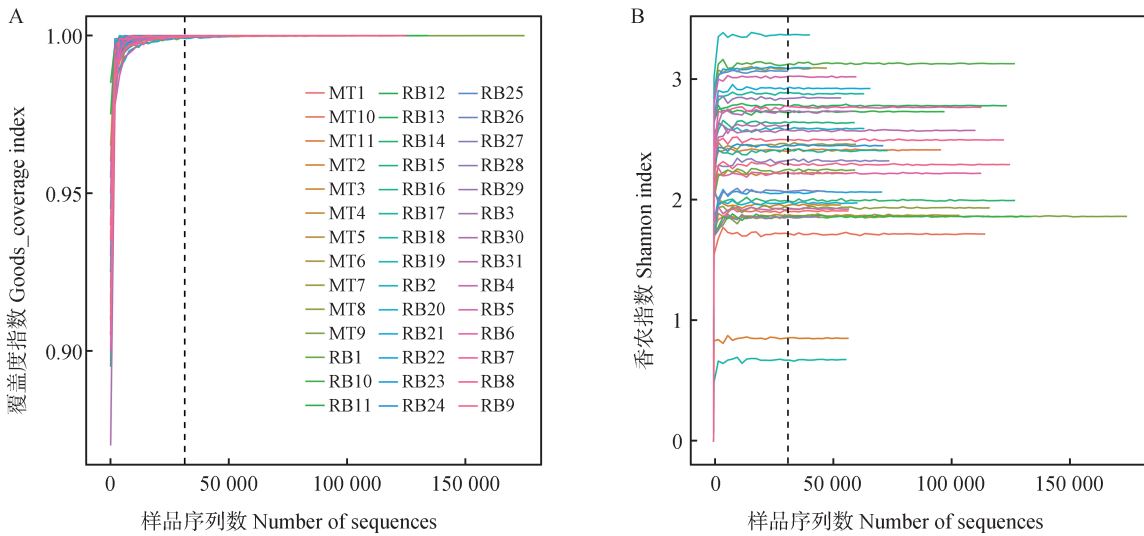 A
覆盖度指数 Goods_coverage index
1.00
0.95
0.90
MT1
MT10
MT11
MT2
MT3
MT4
MT5
MT6
MT7
MT8
MT9
RB1
RB10
RB11
RB12
RB13
RB14
RB15
RB16
RB17
RB18
RB19
RB2
RB20
RB21
RB22
RB23
RB24
RB25
RB26
RB27
RB28
RB29
RB3
RB30
RB31
RB4
RB5
RB6
RB7
RB8
RB9
0
50 000
100 000
150 000
样品序列数 Number of sequences
B
香农指数 Shannon index
3
2
1
0
0
50 000
100 000
150 000
样品序列数 Number of sequences